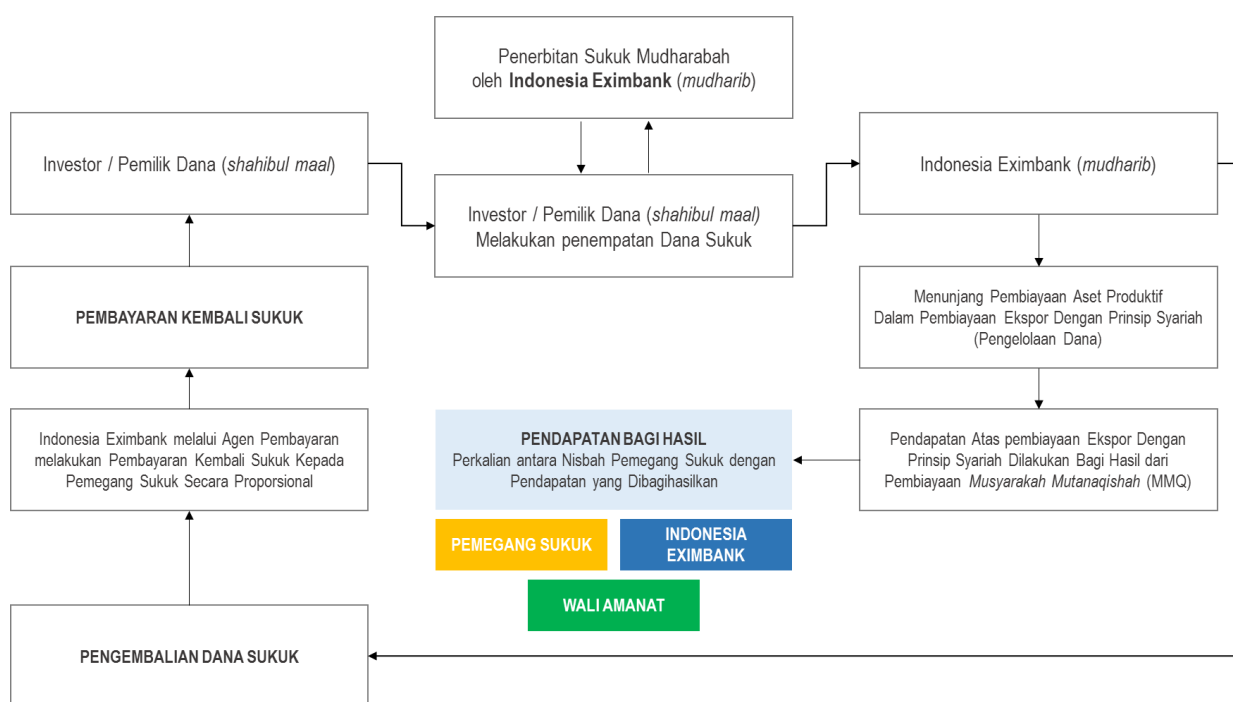 Penerbitan Sukuk Mudharabah
oleh Indonesia Eximbank (mudharib)
Investor / Pemilik Dana (shahibul maal)
Investor / Pemilik Dana (shahibul maal)
Melakukan penempatan Dana Sukuk
Indonesia Eximbank (mudharib)
PEMBAYARAN KEMBALI SUKUK
Menunjang Pembiayaan Aset Produktif
Dalam Pembiayaan Ekspor Dengan Prinsip Syariah
(Pengelolaan Dana)
Indonesia Eximbank melalui Agen Pembayaran
melakukan Pembayaran Kembali Sukuk Kepada
Pemegang Sukuk Secara Proporsional
PENDAPATAN BAGI HASIL
Perkalian antara Nisbah Pemegang Sukuk dengan
Pendapatan yang Dibagihasilkan
Pendapatan Atas pembiayaan Ekspor Dengan
Prinsip Syariah Dilakukan Bagi Hasil dari
Pembiayaan Musyarakah Mutanaqishah (MMQ)
PEMEGANG SUKUK
INDONESIA
EXIMBANK
WALI AMANAT
PENGEMBALIAN DANA SUKUK